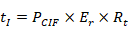 t_I = P_CIF × E_r × R_t